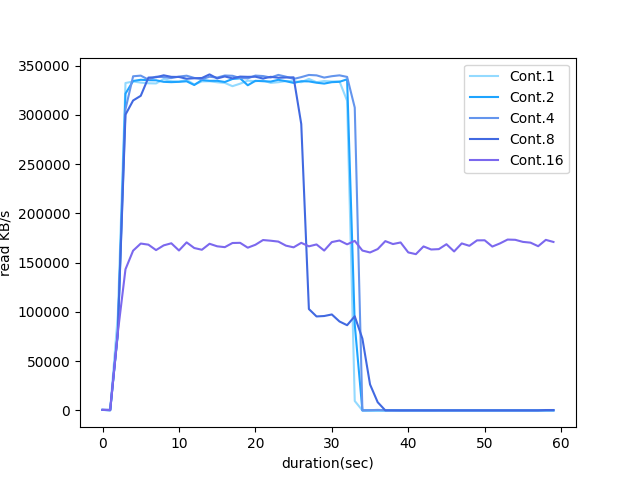 350000
300000
250000
200000
150000
100000
50000
0
read KB/s
0 10 20 30 40 50 60
duration(sec)
Cont.1
Cont.2
Cont.4
Cont.8
Cont.16